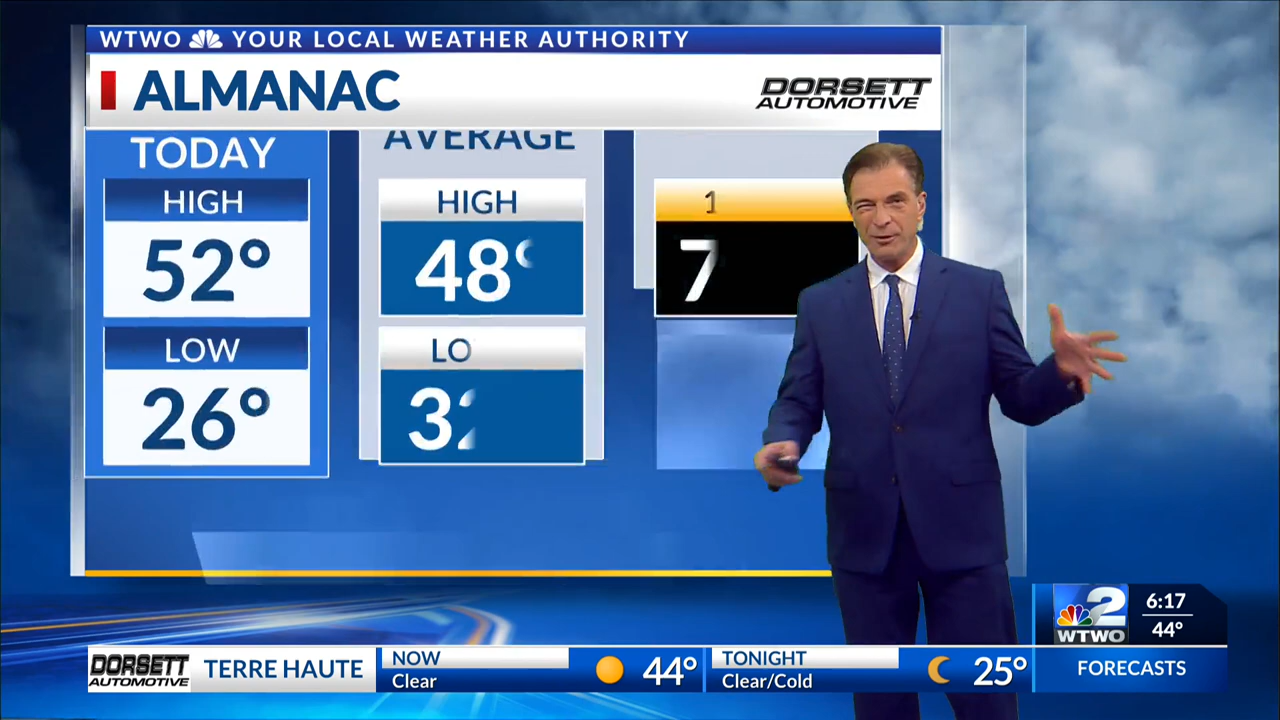 WTWO YOUR LOCAL WEATHER AUTHORITY
ALMANAC
DORSETT
AUTOMOTIVE
TODAY
HIGH
52°
LOW
26°
AVERAGE
HIGH
48°
LO
1
7
2
WTWO
6:17
44°
DORSETT
AUTOMOTIVE
TERRE HAUTE
NOW
Clear
44°
TONIGHT
Clear/Cold
25°
FORECASTS